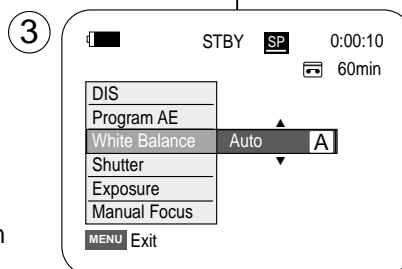 3
STBY SP 0:00:10
60min
DIS
Program AE
White Balance Auto A
Shutter
Exposure
Manual Focus
MENU Exit
n